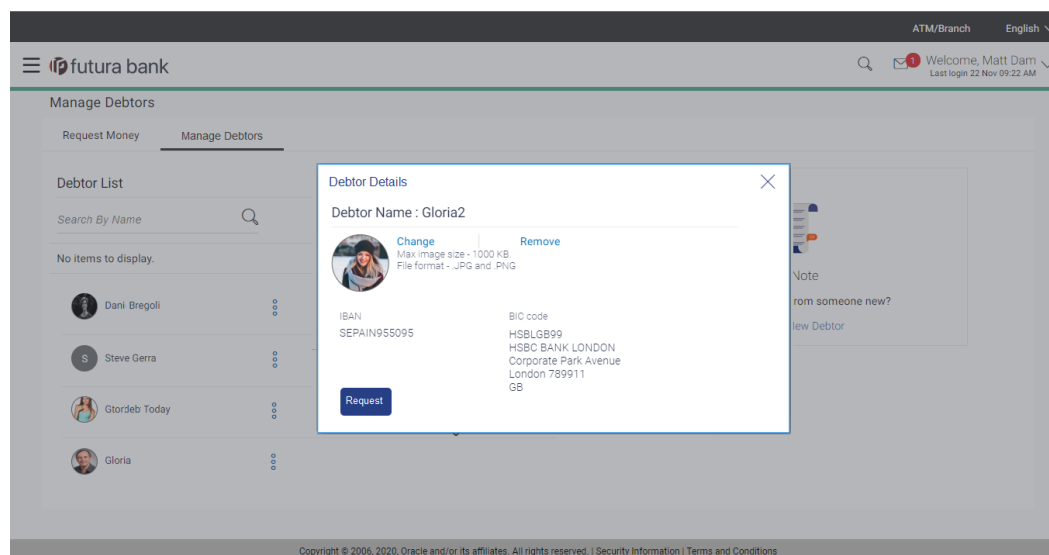 ATM/Branch English
futura bank
1 Welcome, Matt Dam
Last login 22 Nov 09:22 AM
Manage Debtors
Request Money Manage Debtors
Debtor List
Search By Name
No items to display.
Dani Bregoli
S Steve Gerra
Gtordeb Today
Gloria
Debtor Details
Debtor Name : Gloria2
Change Remove
Max image size - 1000 KB.
File format - .JPG and .PNG
IBAN
SEPAIN955095
BIC code
HSBLGB99
HSBC BANK LONDON
Corporate Park Avenue
London 789911
GB
Request
Note
rom someone new?
ew Debtor
Copyright © 2006, 2020, Oracle and/or its affiliates. All rights reserved. | Security Information | Terms and Conditions